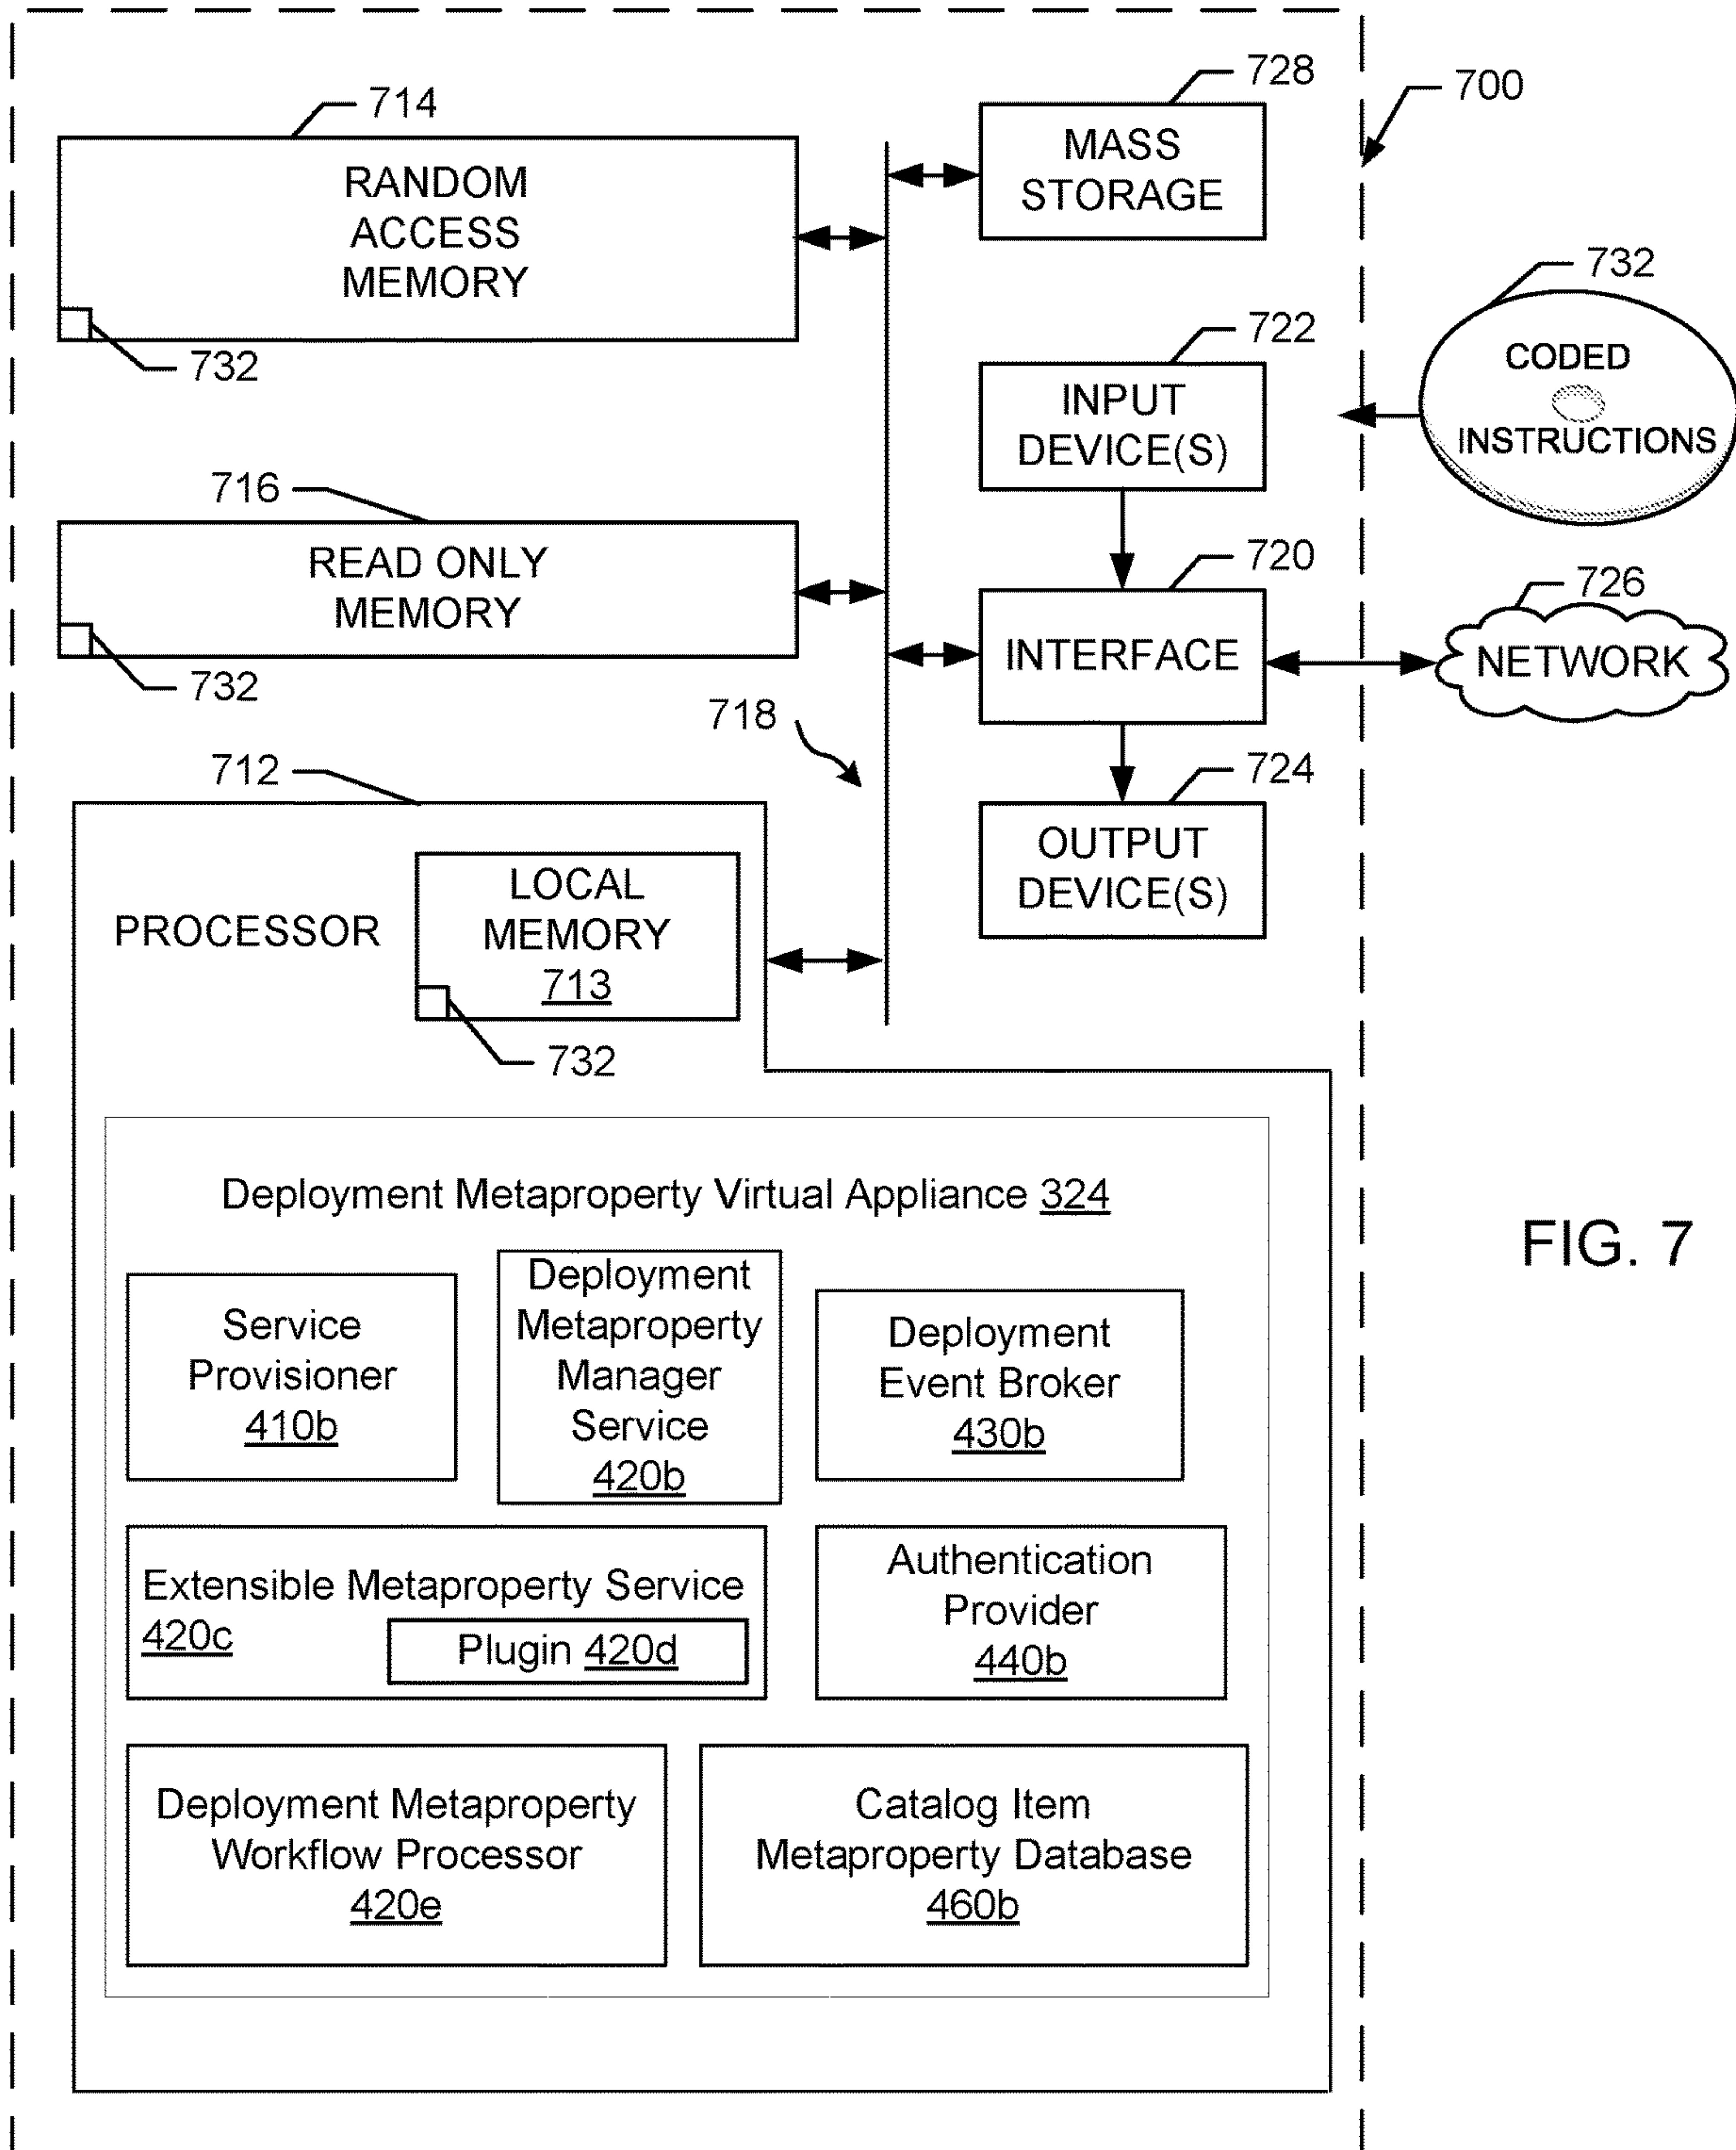 728
700
714
MASS
STORAGE
RANDOM
ACCESS
MEMORY
732
732
722
INPUT
DEVICE(S)
CODED
INSTRUCTIONS
716
READ ONLY
MEMORY
732
720
INTERFACE
726
NETWORK
718
712
724
OUTPUT
DEVICE(S)
PROCESSOR
LOCAL
MEMORY
713
732
Deployment Metaproperty Virtual Appliance 324
Service
Provisioner
410b
Deployment
Metaproperty
Manager
Service
420b
Deployment
Event Broker
430b
FIG. 7
Extensible Metaproperty Service
420c
Plugin 420d
Authentication
Provider
440b
Deployment Metaproperty
Workflow Processor
420e
Catalog Item
Metaproperty Database
460b